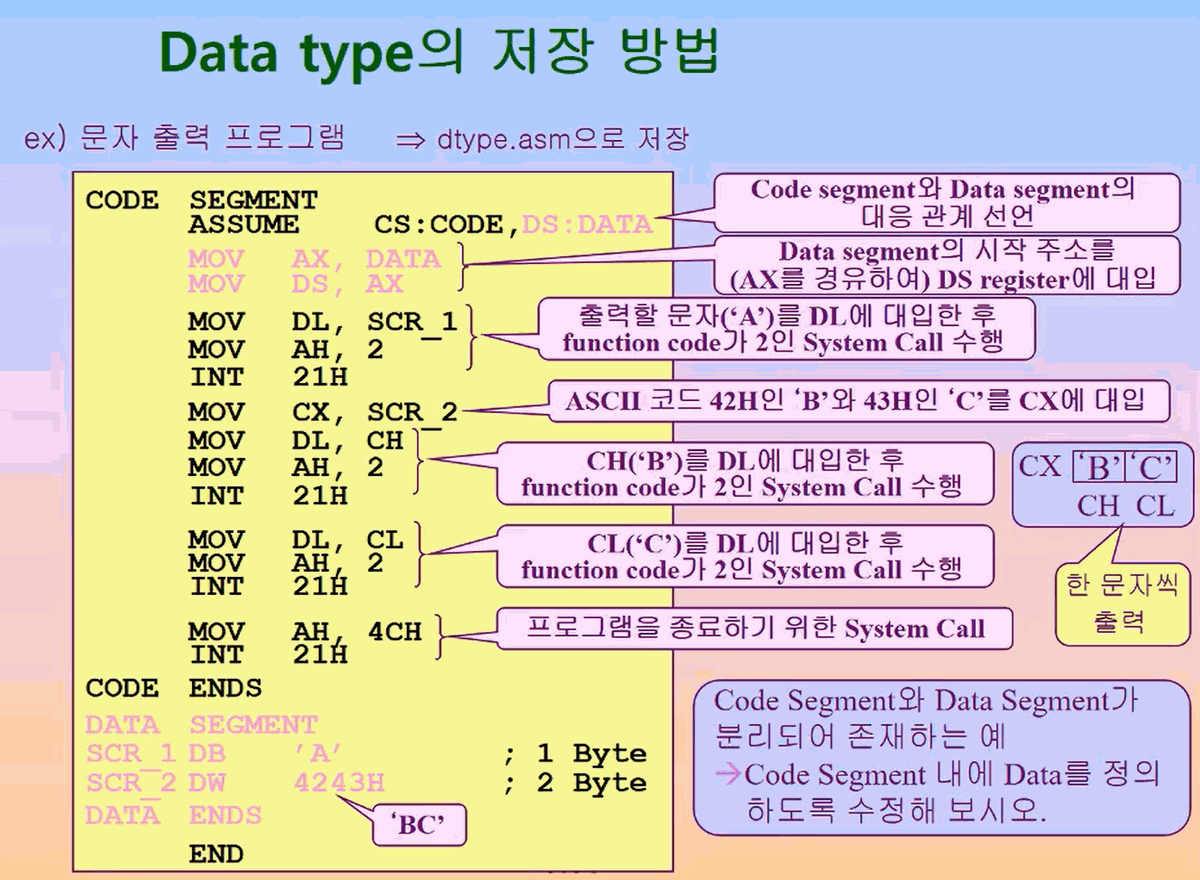 Data type의 저장 방법
ex) 문자 출력 프로그램 ⇒ dtype.asm으로 저장
CODE SEGMENT
ASSUME CS:CODE,DS:DATA
MOV AX, DATA
MOV DS, AX
MOV DL, SCR_1
MOV AH, 2
INT 21H
MOV CX, SCR_2
MOV DL, CH
MOV AH, 2
INT 21H
MOV DL, CL
MOV AH, 2
INT 21H
MOV AH, 4CH
INT 21H
CODE ENDS
DATA SEGMENT
SCR_1 DB 'A' ; 1 Byte
SCR_2 DW 4243H ; 2 Byte
DATA ENDS
END
Code segment와 Data segment의
대응 관계 선언
Data segment의 시작 주소를
(AX를 경유하여) DS register에 대입
출력할 문자(‘A’)를 DL에 대입한 후
function code가 2인 System Call 수행
ASCII 코드 42H인 ‘B’와 43H인 ‘C’를 CX에 대입
CH(‘B’)를 DL에 대입한 후
function code가 2인 System Call 수행
CX ‘B’ ‘C’
CH CL
한 문자씩
출력
CL(‘C’)를 DL에 대입한 후
function code가 2인 System Call 수행
프로그램을 종료하기 위한 System Call
‘BC’
Code Segment와 Data Segment가
분리되어 존재하는 예
→Code Segment 내에 Data를 정의
하도록 수정해 보시오.